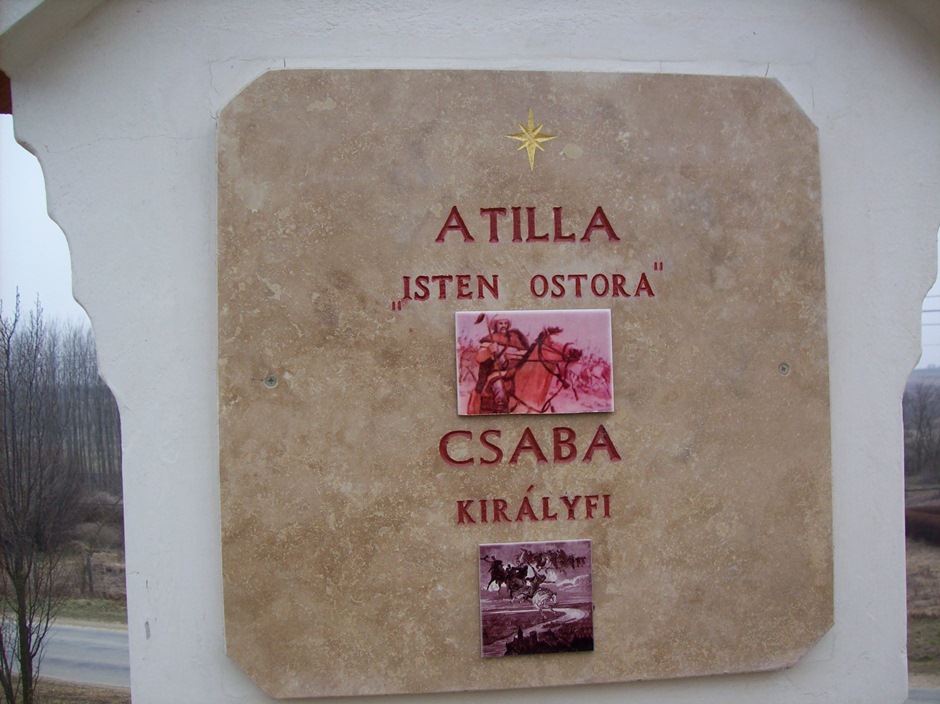 ATILLA
„ISTEN OSTORA"
CSABA
KIRÁLYFI